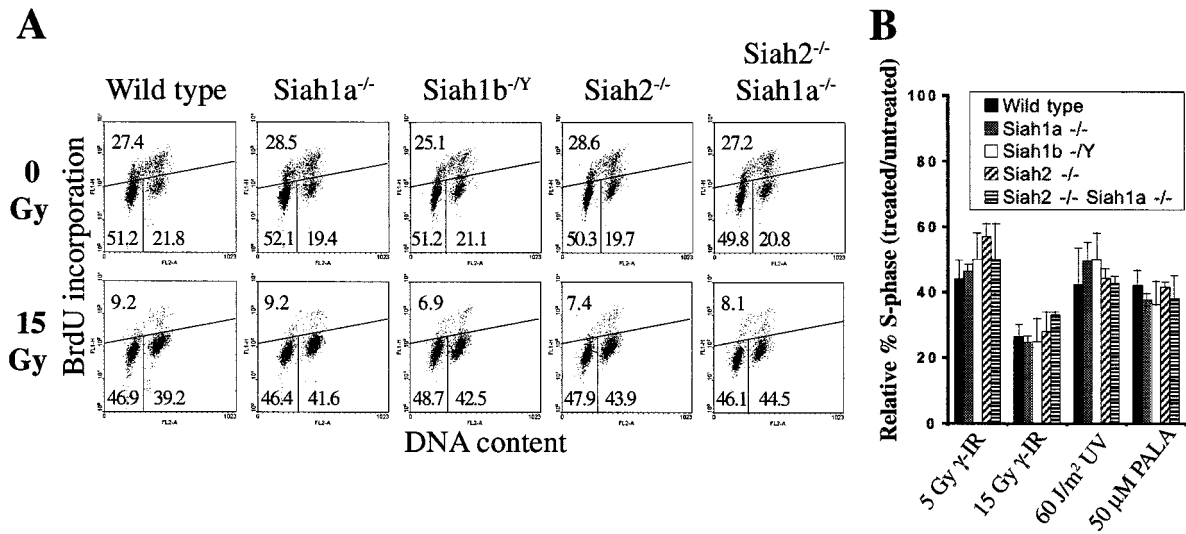 A
B
Wild type
Siah1a-/-
Siah1b-/Y
Siah2-/-
Siah2-/-
Siah1a-/-
0
Gy
15
Gy
BrdU incorporation
27.4
51.2 21.8
28.5
52.1 19.4
25.1
51.2 21.1
28.6
50.3 19.7
27.2
49.8 20.8
9.2
46.9 39.2
9.2
46.4 41.6
6.9
48.7 42.5
7.4
47.9 43.9
8.1
46.1 44.5
FL1-H
FL2-A
1023
DNA content
Relative % S-phase (treated/untreated)
100
80
60
40
20
0
Wild type
Siah1a -/-
Siah1b -/Y
Siah2 -/-
Siah2 -/- Siah1a -/-
5 Gy γ-IR
15 Gy γ-IR
60 J/m² UV
50 μM PALA